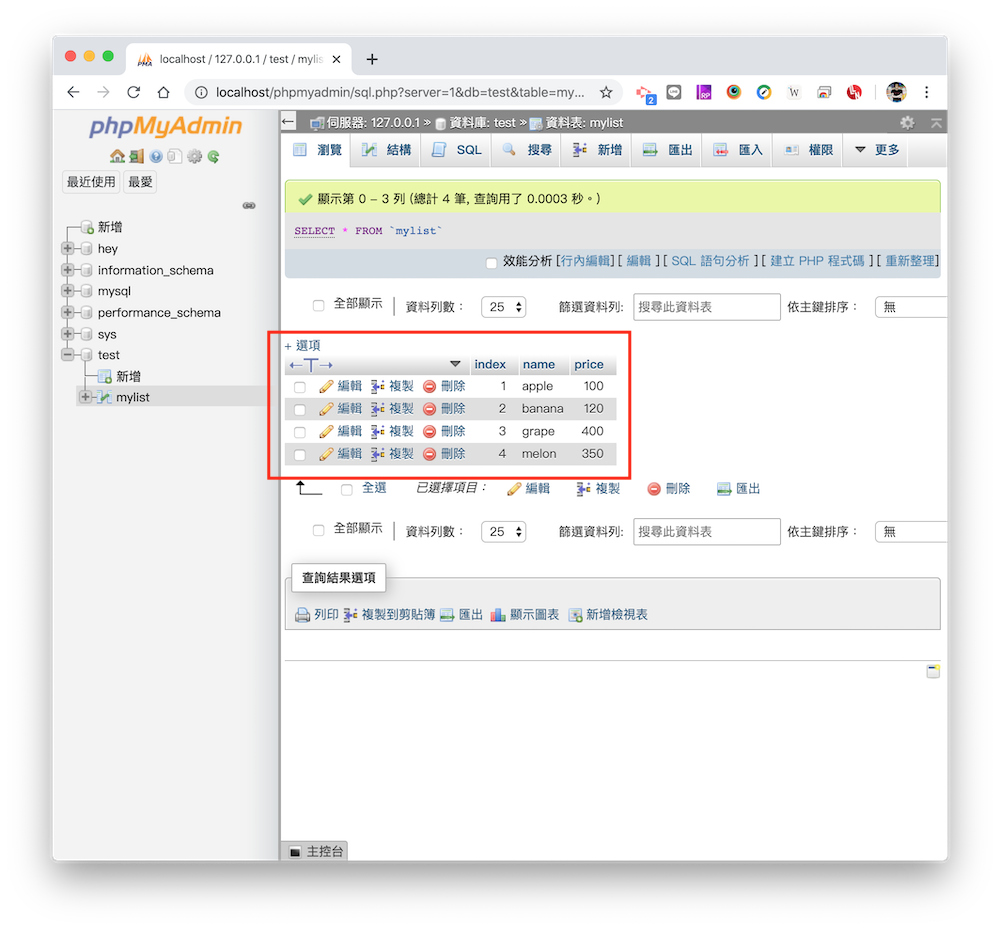 localhost / 127.0.0.1 / test / mylis
localhost/phpmyadmin/sql.php?server=1&db=test&table=my...
2
RP
W
phpMyAdmin
最近使用 最愛
新增
hey
information_schema
mysql
performance_schema
sys
test
新增
mylist
伺服器: 127.0.0.1 » 資料庫: test » 資料表: mylist
瀏覽 結構 SQL 搜尋 新增 匯出 匯入 權限 更多
顯示第 0 - 3 列 (總計 4 筆, 查詢用了 0.0003 秒。)
SELECT * FROM `mylist`
效能分析 [行內編輯] [ 編輯 ] [ SQL 語句分析 ] [ 建立 PHP 程式碼 ] [ 重新整理]
全部顯示 | 資料列數： 25 篩選資料列: 搜尋此資料表 依主鍵排序： 無
+ 選項
←T→ index name price
編輯 複製 刪除 1 apple 100
編輯 複製 刪除 2 banana 120
編輯 複製 刪除 3 grape 400
編輯 複製 刪除 4 melon 350
全選 已選擇項目： 編輯 複製 刪除 匯出
全部顯示 | 資料列數： 25 篩選資料列: 搜尋此資料表 依主鍵排序： 無
查詢結果選項
列印 複製到剪貼簿 匯出 顯示圖表 新增檢視表
主控台